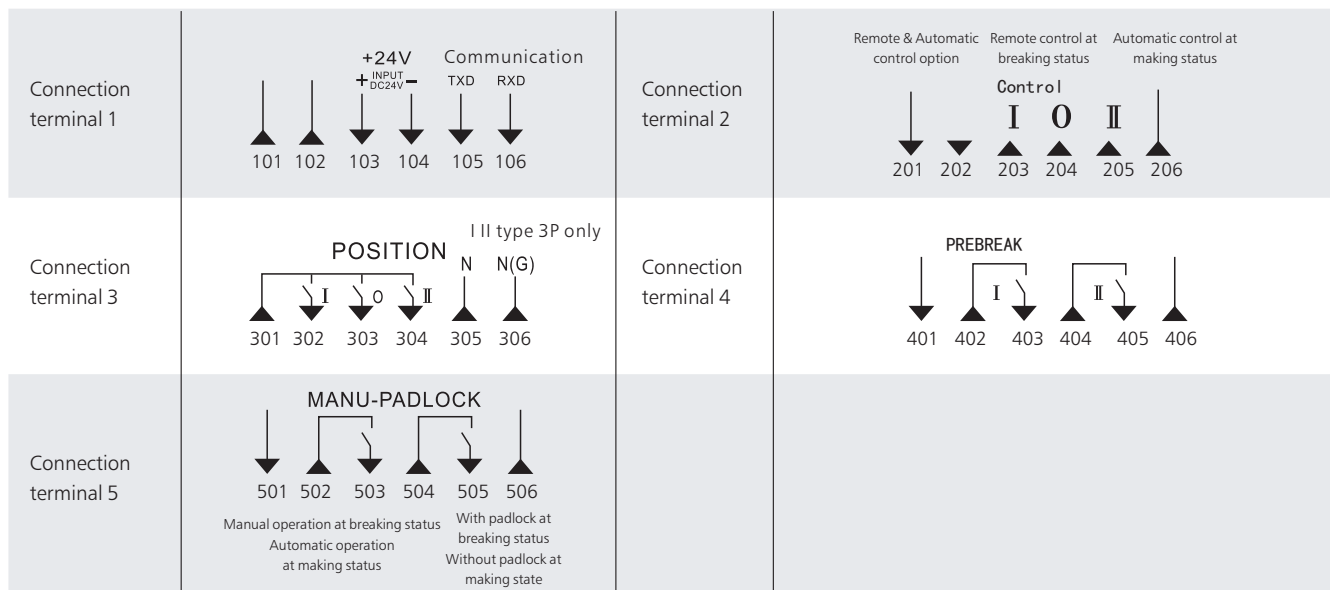 Connection
terminal 1
+24V
+ INPUT DC24V −
Communication
TXD RXD
101 102 103 104 105 106
Connection
terminal 2
Remote & Automatic
control option
Remote control at
breaking status
Automatic control at
making status
Control
I O II
201 202 203 204 205 206
Connection
terminal 3
I II type 3P only
POSITION
N N(G)
I O II
301 302 303 304 305 306
Connection
terminal 4
PREBREAK
I II
401 402 403 404 405 406
Connection
terminal 5
MANU-PADLOCK
501 502 503 504 505 506
Manual operation at breaking status
Automatic operation
at making status
With padlock at
breaking status
Without padlock at
making state